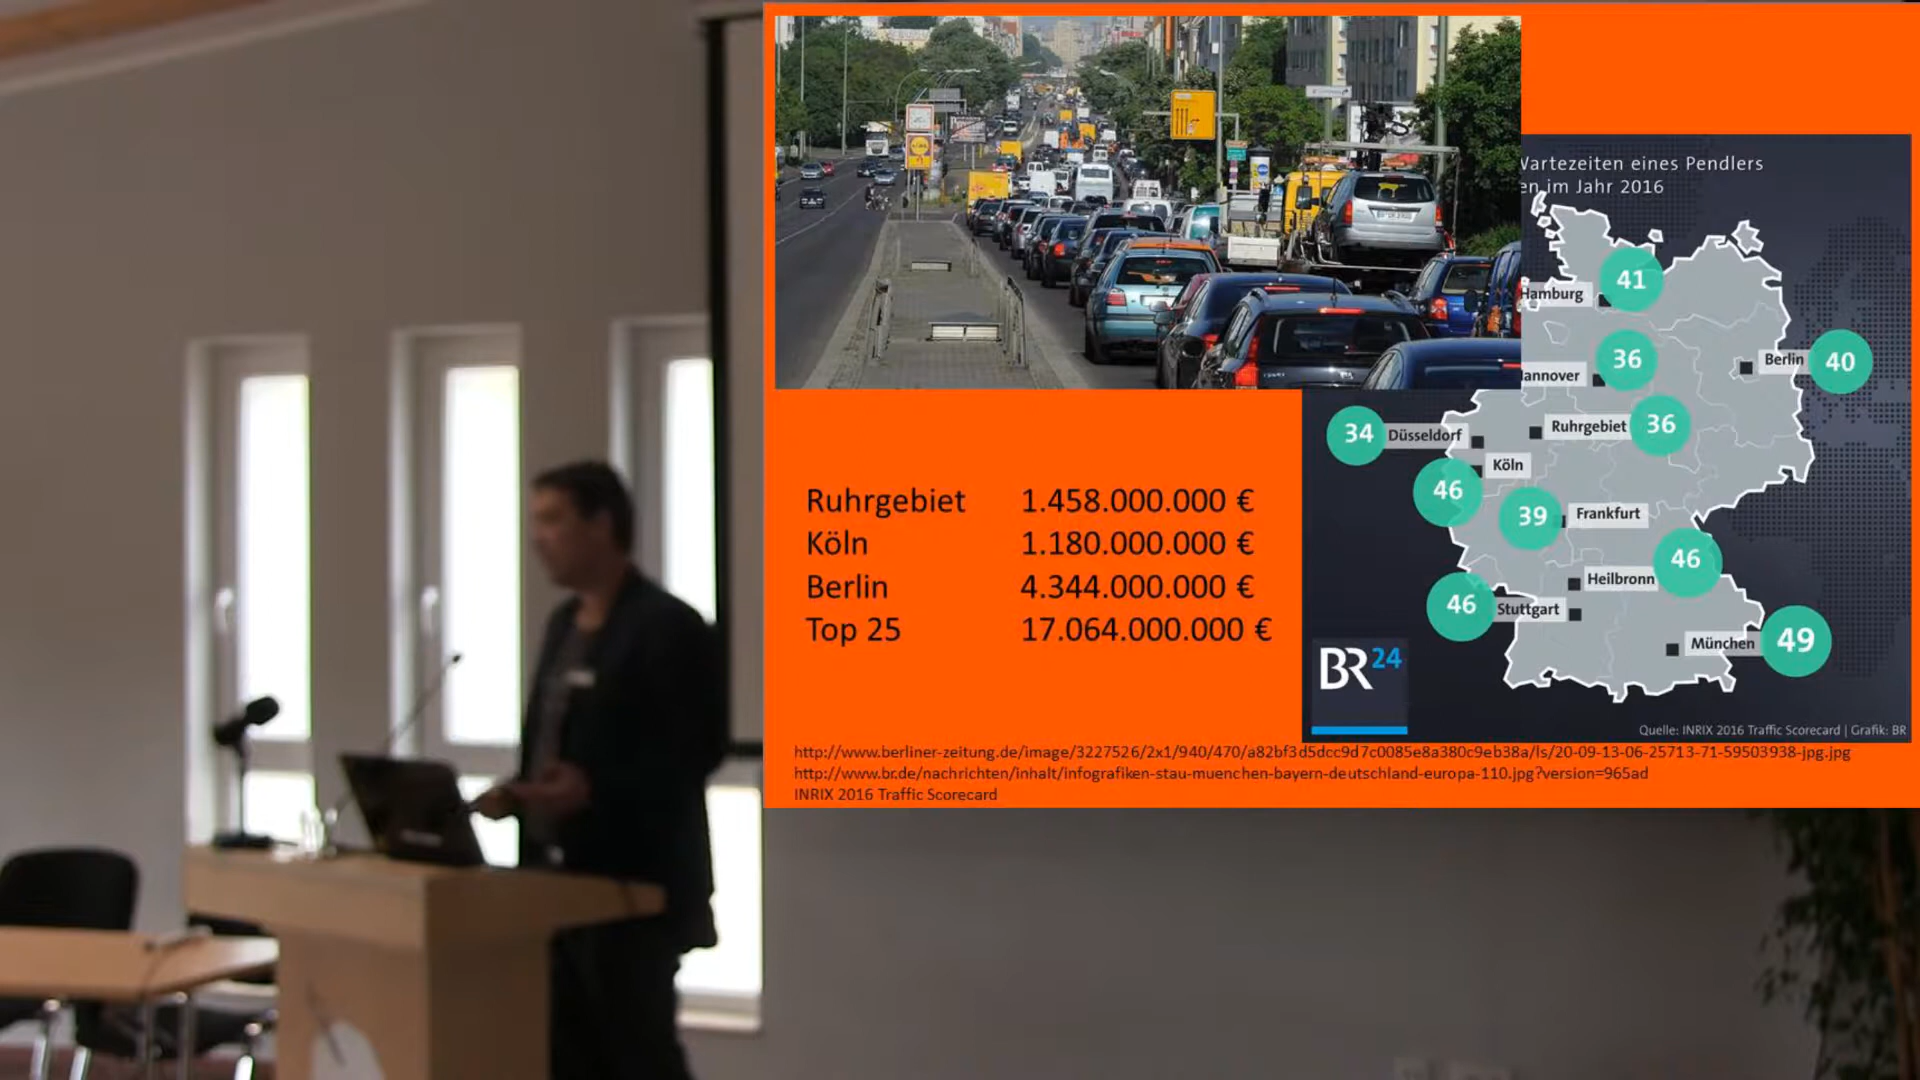 Wartezeiten eines Pendlers
en im Jahr 2016
41
Hamburg
36
annover
Berlin 40
34 Düsseldorf
Ruhrgebiet 36
Köln
46
39 Frankfurt
46
Heilbronn
46 Stuttgart
München 49
BR24
Quelle: INRIX 2016 Traffic Scorecard | Grafik: BR
Ruhrgebiet 1.458.000.000 €
Köln 1.180.000.000 €
Berlin 4.344.000.000 €
Top 25 17.064.000.000 €
http://www.berliner-zeitung.de/image/3227526/2x1/940/470/a82bf3d5dcc9d7c0085e8a380c9eb38a/ls/20-09-13-06-25713-71-59503938-jpg.jpg
http://www.br.de/nachrichten/inhalt/infografiken-stau-muenchen-bayern-deutschland-europa-110.jpg?version=965ad
INRIX 2016 Traffic Scorecard